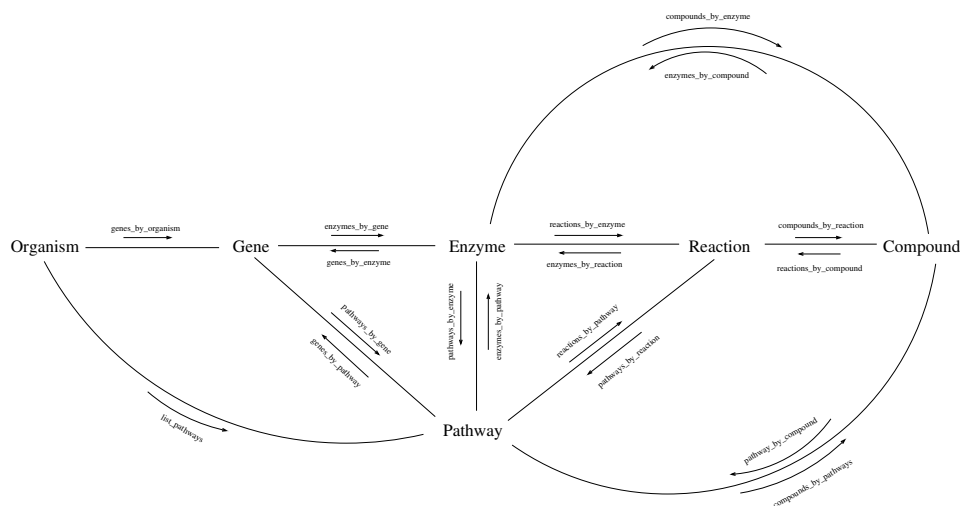 compounds_by_enzyme
enzymes_by_compound
genes_by_organism
enzymes_by_gene
reactions_by_enzyme
compounds_by_reaction
Organism
Gene
Enzyme
Reaction
Compound
genes_by_enzyme
enzymes_by_reaction
reactions_by_compound
pathways_by_enzyme
enzymes_by_pathway
pathways_by_gene
genes_by_pathway
reactions_by_pathway
pathways_by_reaction
list_pathways
Pathway
pathway_by_compound
compounds_by_pathways